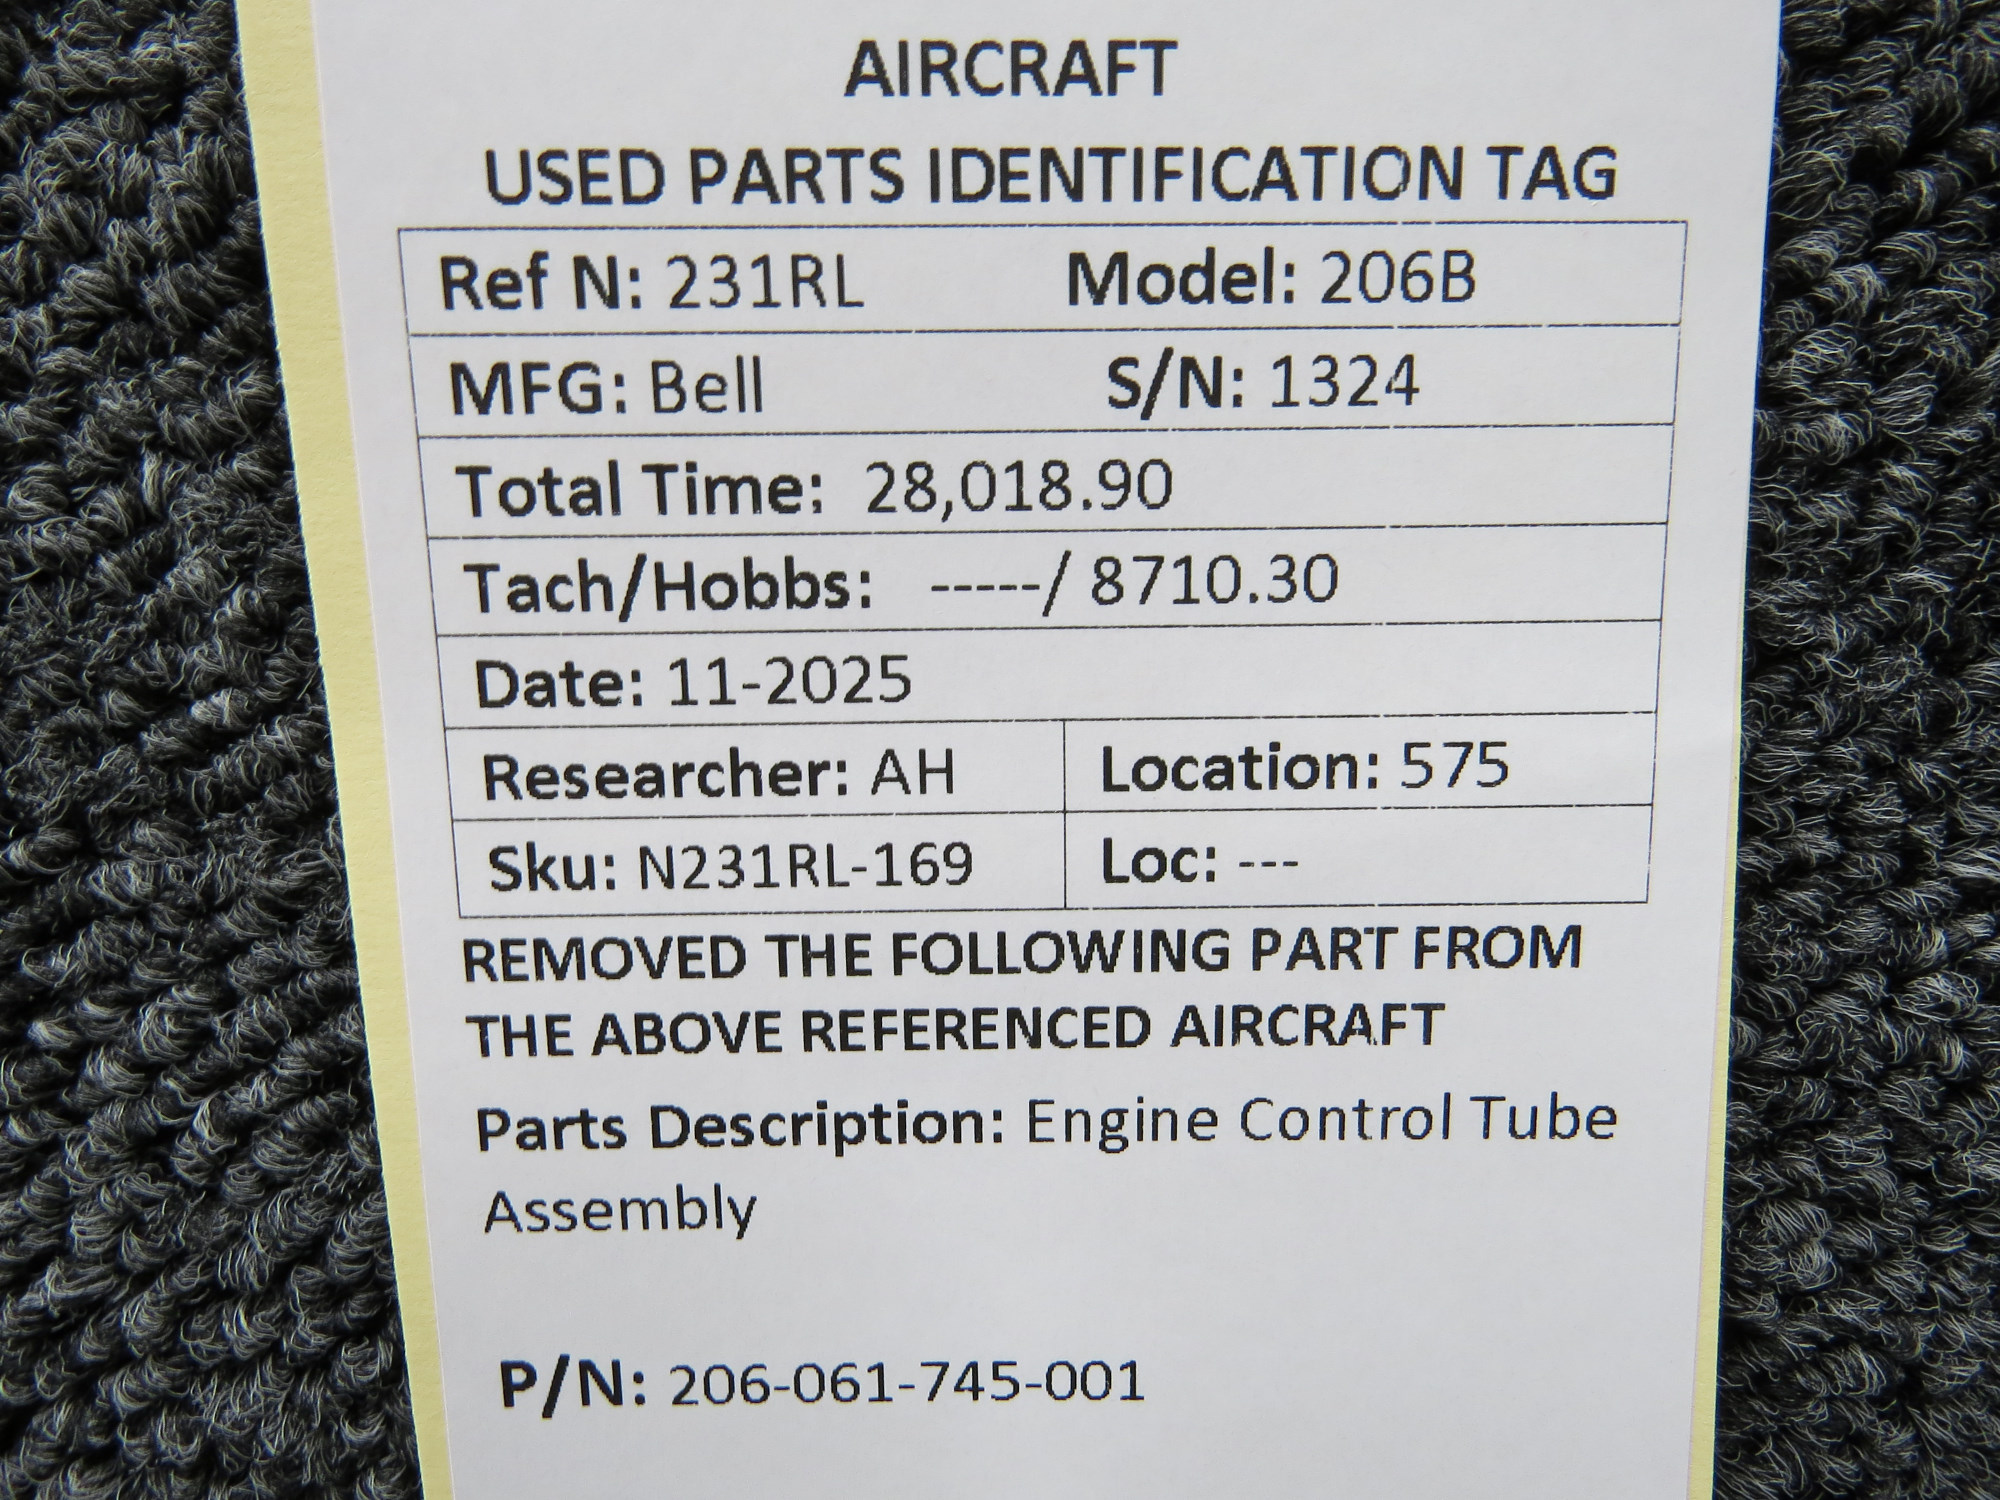 AIRCRAFT
USED PARTS IDENTIFICATION TAG
Ref N: 231RL Model: 206B
MFG: Bell S/N: 1324
Total Time: 28,018.90
Tach/Hobbs: -----/ 8710.30
Date: 11-2025
Researcher: AH Location: 575
Sku: N231RL-169 Loc: ---
REMOVED THE FOLLOWING PART FROM
THE ABOVE REFERENCED AIRCRAFT
Parts Description: Engine Control Tube
Assembly
P/N: 206-061-745-001